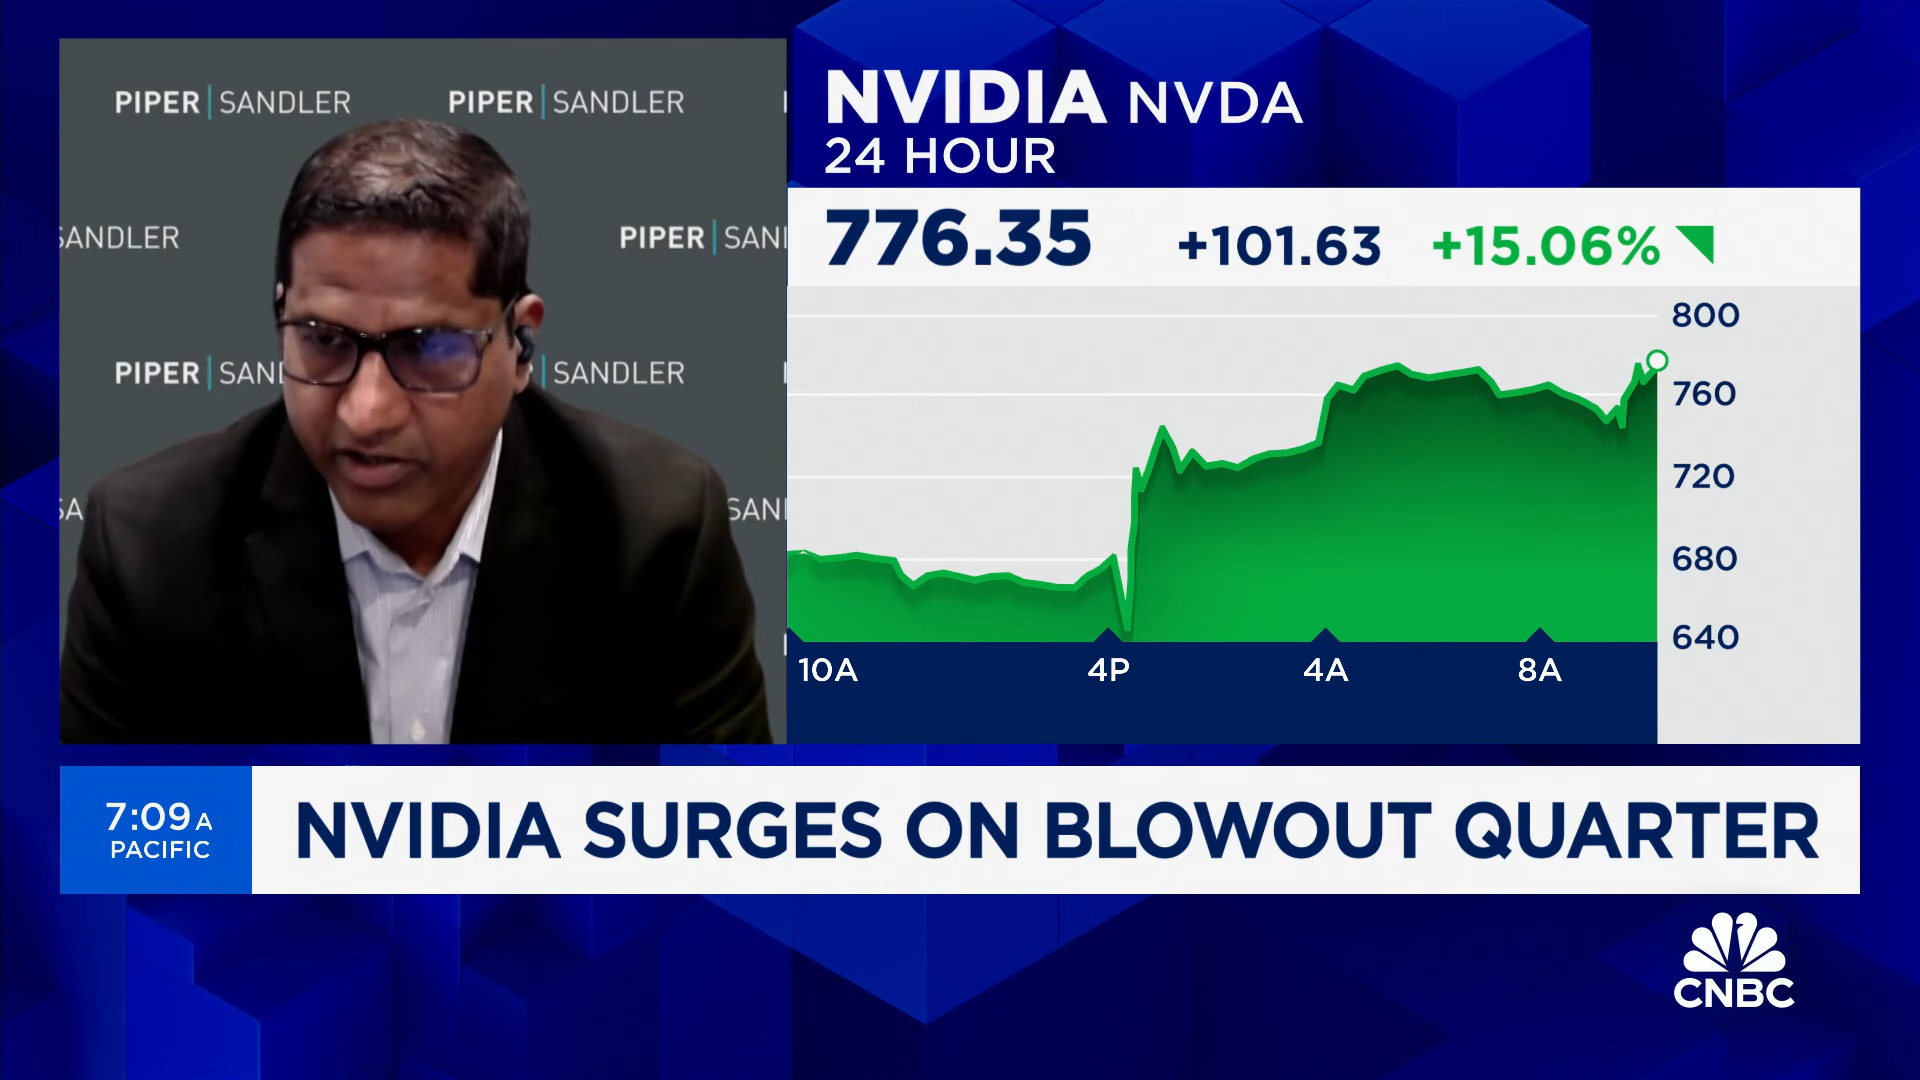 PIPER|SANDLER PIPER|SANDLER
SANDLER PIPER|SAN
PIPER|SAN SANDLER
SA SAN
NVIDIA NVDA
24 HOUR
776.35 +101.63 +15.06%
800
760
720
680
640
10A 4P 4A 8A
7:09A
PACIFIC
NVIDIA SURGES ON BLOWOUT QUARTER
CNBC